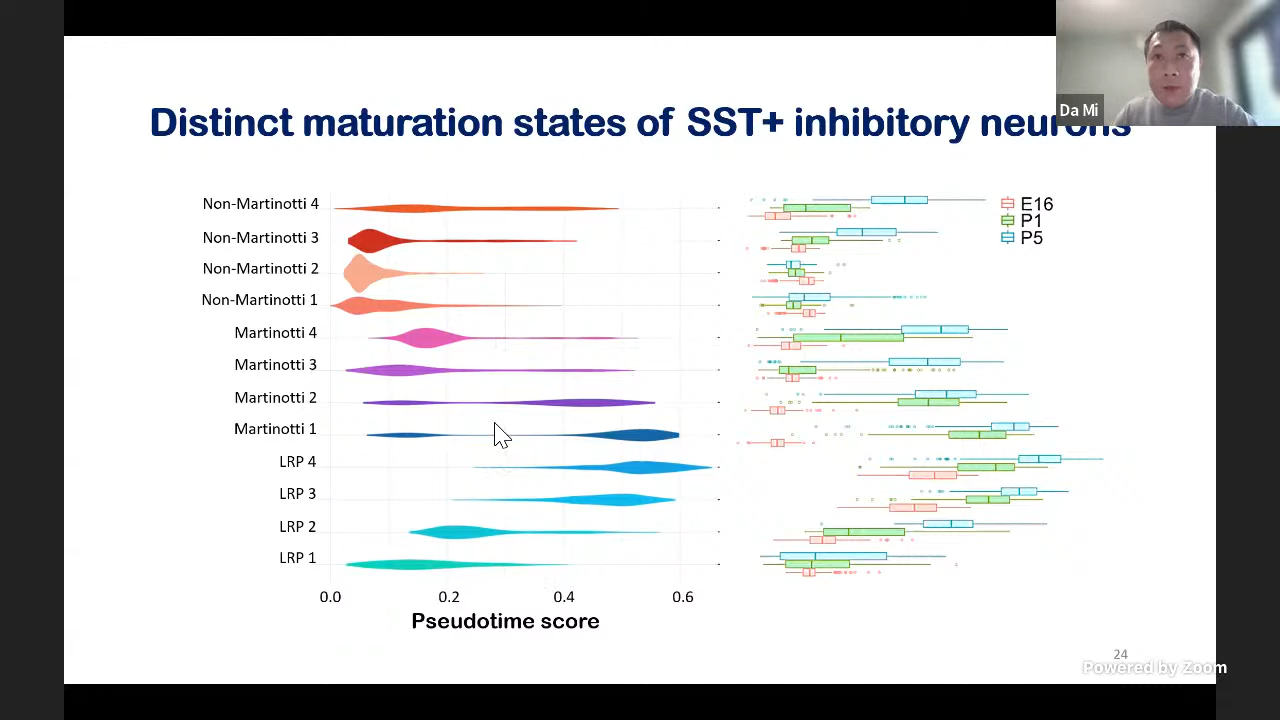 Distinct maturation states of SST+ inhibitory neurons
Da Mi
Non-Martinotti 4
Non-Martinotti 3
Non-Martinotti 2
Non-Martinotti 1
Martinotti 4
Martinotti 3
Martinotti 2
Martinotti 1
LRP 4
LRP 3
LRP 2
LRP 1
0.0 0.2 0.4 0.6
Pseudotime score
E16
P1
P5
24
Powered by Zoom